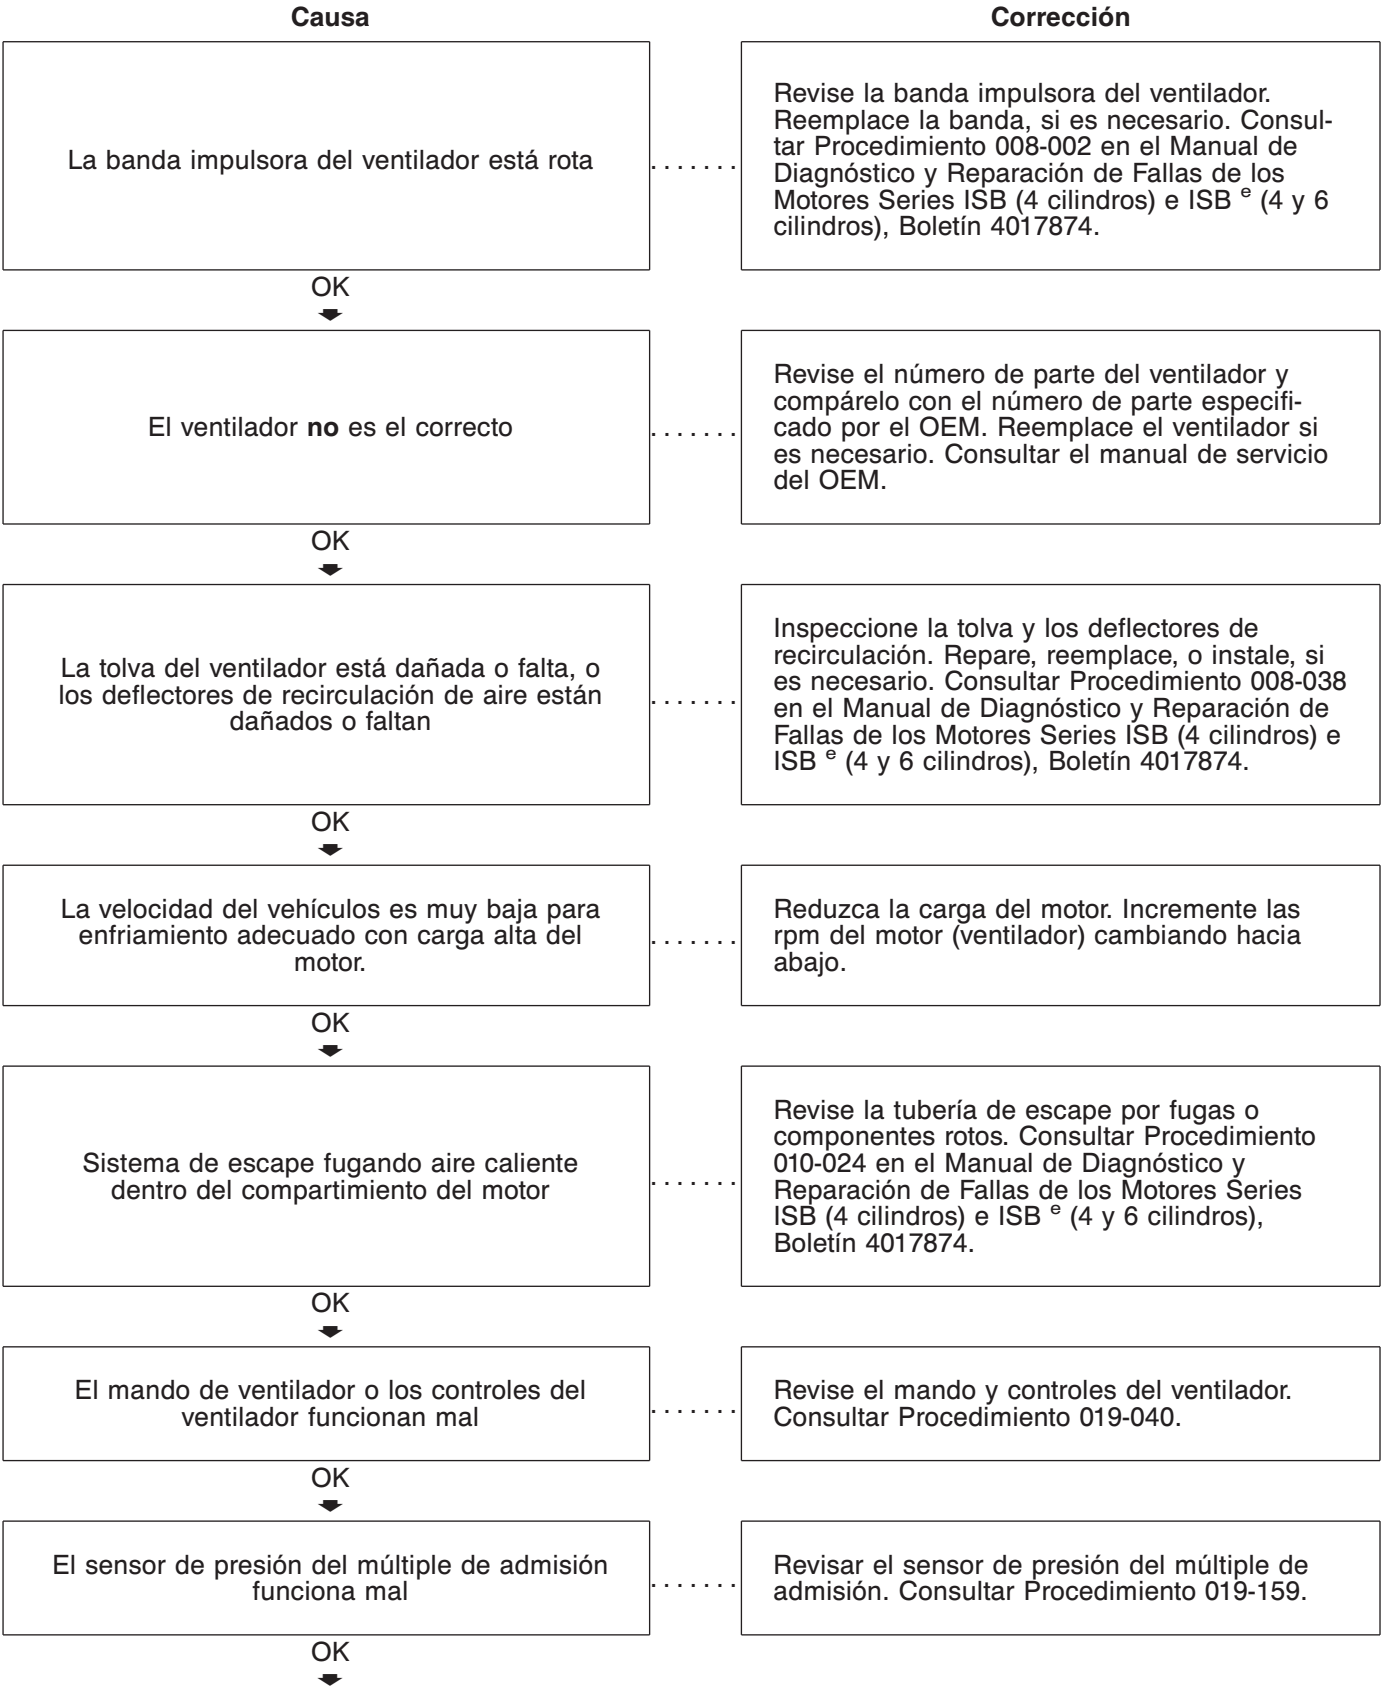 Causa
Corrección
La banda impulsora del ventilador está rota
. . . . . . .
Revise la banda impulsora del ventilador.
Reemplace la banda, si es necesario. Consul-
tar Procedimiento 008-002 en el Manual de
Diagnóstico y Reparación de Fallas de los
Motores Series ISB (4 cilindros) e ISB e (4 y 6
cilindros), Boletín 4017874.
OK
El ventilador no es el correcto
. . . . . . .
Revise el número de parte del ventilador y
compárelo con el número de parte especifi-
cado por el OEM. Reemplace el ventilador si
es necesario. Consultar el manual de servicio
del OEM.
OK
La tolva del ventilador está dañada o falta, o
los deflectores de recirculación de aire están
dañados o faltan
. . . . . . .
Inspeccione la tolva y los deflectores de
recirculación. Repare, reemplace, o instale, si
es necesario. Consultar Procedimiento 008-038
en el Manual de Diagnóstico y Reparación de
Fallas de los Motores Series ISB (4 cilindros) e
ISB e (4 y 6 cilindros), Boletín 4017874.
OK
La velocidad del vehículos es muy baja para
enfriamiento adecuado con carga alta del
motor.
. . . . . . .
Reduzca la carga del motor. Incremente las
rpm del motor (ventilador) cambiando hacia
abajo.
OK
Sistema de escape fugando aire caliente
dentro del compartimiento del motor
. . . . . . .
Revise la tubería de escape por fugas o
componentes rotos. Consultar Procedimiento
010-024 en el Manual de Diagnóstico y
Reparación de Fallas de los Motores Series
ISB (4 cilindros) e ISB e (4 y 6 cilindros),
Boletín 4017874.
OK
El mando de ventilador o los controles del
ventilador funcionan mal
. . . . . . .
Revise el mando y controles del ventilador.
Consultar Procedimiento 019-040.
OK
El sensor de presión del múltiple de admisión
funciona mal
. . . . . . .
Revisar el sensor de presión del múltiple de
admisión. Consultar Procedimiento 019-159.
OK